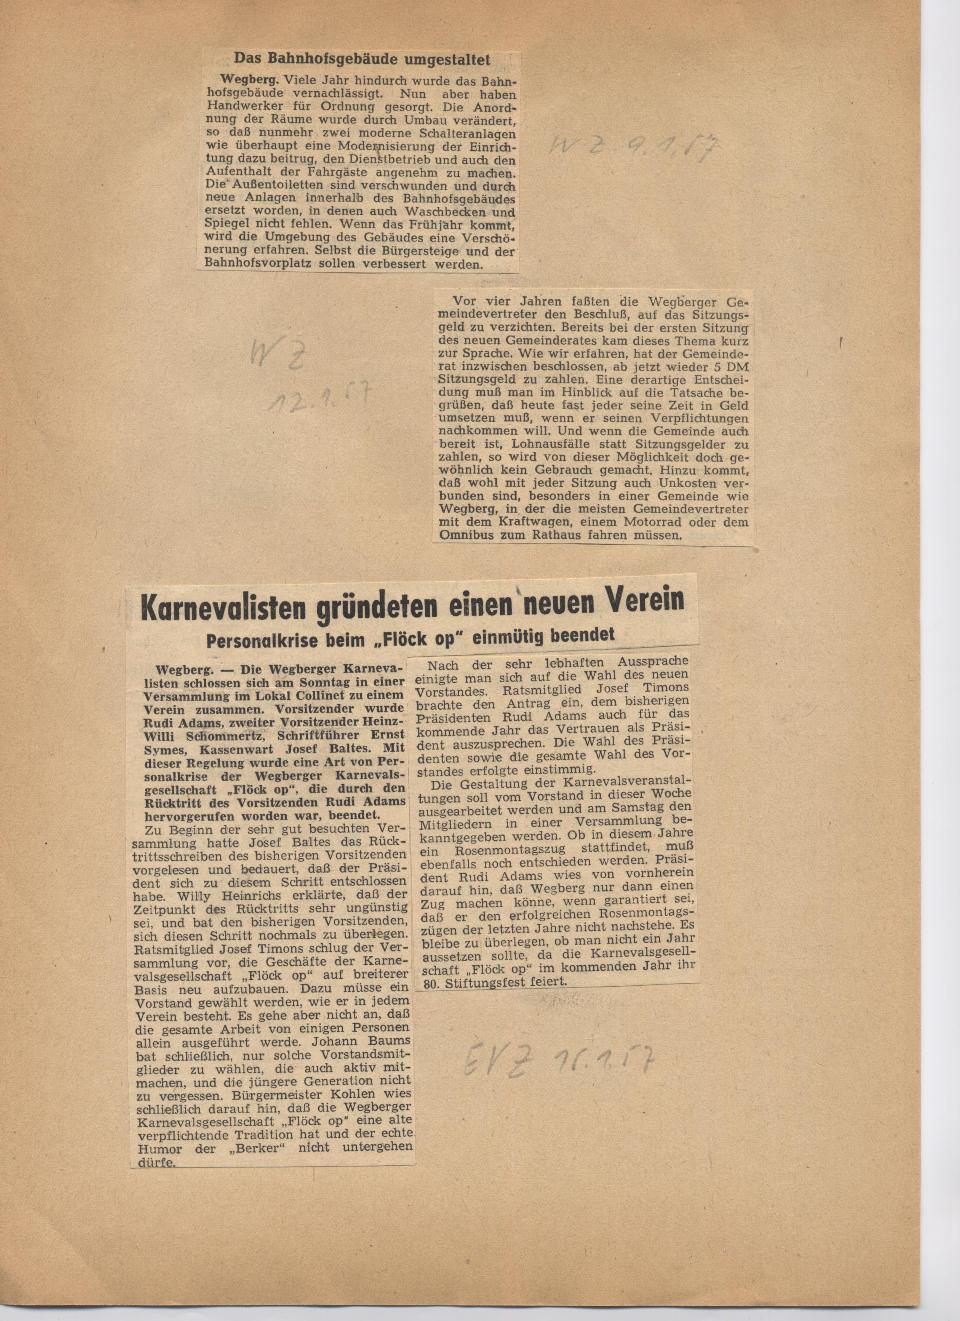 Das Bahnhofsgebäude umgestaltet
Wegberg. Viele Jahr hindurch wurde das Bahn-
hofsgebäude vernachlässigt. Nun aber haben
Handwerker für Ordnung gesorgt. Die Anord-
nung der Räume wurde durch Umbau verändert,
so daß nunmehr zwei moderne Schalteranlagen
wie überhaupt eine Modernisierung der Einrich-
tung dazu beitrug, den Dienstbetrieb und auch den
Aufenthalt der Fahrgäste angenehm zu machen.
Die Außentoiletten sind verschwunden und durch
neue Anlagen innerhalb des Bahnhofsgebäudes
ersetzt worden, in denen auch Waschbecken und
Spiegel nicht fehlen. Wenn das Frühjahr kommt,
wird die Umgebung des Gebäudes eine Verschö-
nerung erfahren. Selbst die Bürgersteige und der
Bahnhofsvorplatz sollen verbessert werden.
WZ 9.1.57
Vor vier Jahren faßten die Wegberger Ge-
meindevertreter den Beschluß, auf das Sitzungs-
geld zu verzichten. Bereits bei der ersten Sitzung
des neuen Gemeinderates kam dieses Thema kurz
zur Sprache. Wie wir erfahren, hat der Gemeinde-
rat inzwischen beschlossen, ab jetzt wieder 5 DM
Sitzungsgeld zu zahlen. Eine derartige Entschei-
dung muß man im Hinblick auf die Tatsache be-
grüßen, daß heute fast jeder seine Zeit in Geld
umsetzen muß, wenn er seinen Verpflichtungen
nachkommen will. Und wenn die Gemeinde auch
bereit ist, Lohnausfälle statt Sitzungsgelder zu
zahlen, so wird von dieser Möglichkeit doch ge-
wöhnlich kein Gebrauch gemacht. Hinzu kommt,
daß wohl mit jeder Sitzung auch Unkosten ver-
bunden sind, besonders in einer Gemeinde wie
Wegberg, in der die meisten Gemeindevertreter
mit dem Kraftwagen, einem Motorrad oder dem
Omnibus zum Rathaus fahren müssen.
WZ
12.1.57
Karnevalisten gründeten einen neuen Verein
Personalkrise beim „Flöck op“ einmütig beendet
Wegberg. — Die Wegberger Karneva-
listen schlossen sich am Sonntag in einer
Versammlung im Lokal Collinet zu einem
Verein zusammen. Vorsitzender wurde
Rudi Adams, zweiter Vorsitzender Heinz-
Willi Schommertz, Schriftführer Ernst
Symes, Kassenwart Josef Baltes. Mit
dieser Regelung wurde eine Art von Per-
sonalkrise der Wegberger Karnevals-
gesellschaft „Flöck op“, die durch den
Rücktritt des Vorsitzenden Rudi Adams
hervorgerufen worden war, beendet.
Zu Beginn der sehr gut besuchten Ver-
sammlung hatte Josef Baltes das Rück-
trittsschreiben des bisherigen Vorsitzenden
vorgelesen und bedauert, daß der Präsi-
dent sich zu diesem Schritt entschlossen
habe. Willy Heinrichs erklärte, daß der
Zeitpunkt des Rücktritts sehr ungünstig
sei, und bat den bisherigen Vorsitzenden,
sich diesen Schritt nochmals zu überlegen.
Ratsmitglied Josef Timons schlug der Ver-
sammlung vor, die Geschäfte der Karne-
valsgesellschaft „Flöck op“ auf breiterer
Basis neu aufzubauen. Dazu müsse ein
Vorstand gewählt werden, wie er in jedem
Verein besteht. Es gehe aber nicht an, daß
die gesamte Arbeit von einigen Personen
allein ausgeführt werde. Johann Baums
bat schließlich, nur solche Vorstandsmit-
glieder zu wählen, die auch aktiv mit-
machen, und die jüngere Generation nicht
zu vergessen. Bürgermeister Kohlen wies
schließlich darauf hin, daß die Wegberger
Karnevalsgesellschaft „Flöck op“ eine alte
verpflichtende Tradition hat und der echte
Humor der „Berker“ nicht untergehen
dürfe.
Nach der sehr lebhaften Aussprache
einigte man sich auf die Wahl des neuen
Vorstandes. Ratsmitglied Josef Timons
brachte den Antrag ein, dem bisherigen
Präsidenten Rudi Adams auch für das
kommende Jahr das Vertrauen als Präsi-
dent auszusprechen. Die Wahl des Präsi-
denten sowie die gesamte Wahl des Vor-
standes erfolgte einstimmig.
Die Gestaltung der Karnevalsveranstal-
tungen soll vom Vorstand in dieser Woche
ausgearbeitet werden und am Samstag den
Mitgliedern in einer Versammlung be-
kanntgegeben werden. Ob in diesem Jahre
ein Rosenmontagszug stattfindet, muß
ebenfalls noch entschieden werden. Präsi-
dent Rudi Adams wies von vornherein
darauf hin, daß Wegberg nur dann einen
Zug machen könne, wenn garantiert sei,
daß er den erfolgreichen Rosenmontags-
zügen der letzten Jahre nicht nachstehe. Es
bleibe zu überlegen, ob man nicht ein Jahr
aussetzen sollte, da die Karnevalsgesell-
schaft „Flöck op“ im kommenden Jahr ihr
80. Stiftungsfest feiert.
EVZ 15.1.57